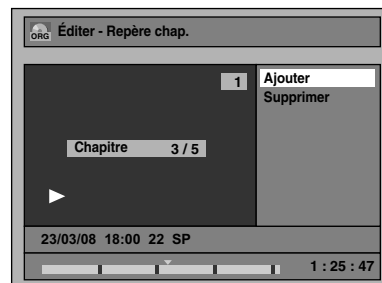 ORG Éditer - Repère chap.
1
Ajouter
Supprimer
Chapitre 3 / 5
23/03/08 18:00 22 SP
1 : 25 : 47